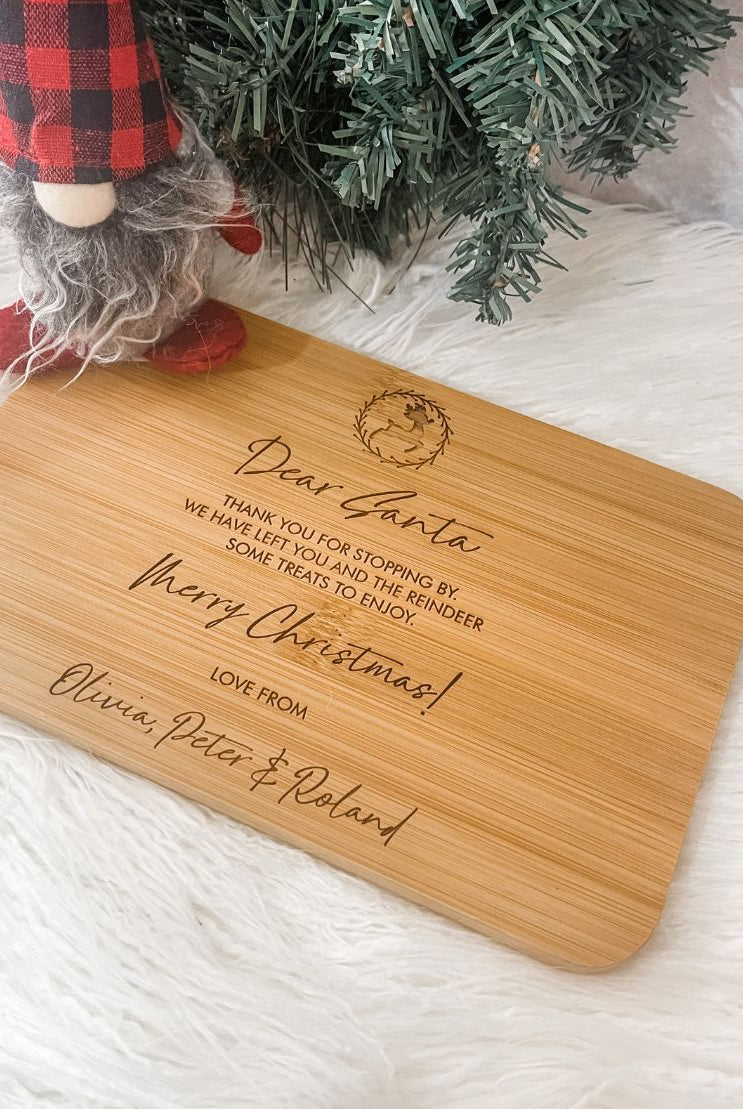 Dear Santa
THANK YOU FOR STOPPING BY.
WE HAVE LEFT YOU AND THE REINDEER
SOME TREATS TO ENJOY.
Merry Christmas!
LOVE FROM
Olivia, Peter & Roland